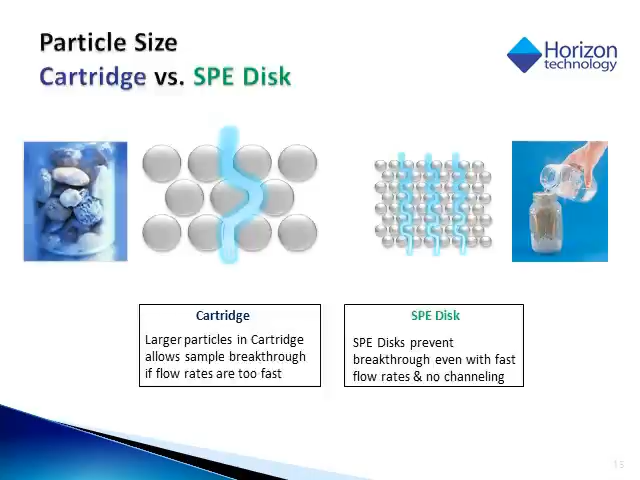 Particle Size
Cartridge vs. SPE Disk
Horizon
technology
Cartridge
Larger particles in Cartridge
allows sample breakthrough
if flow rates are too fast
SPE Disk
SPE Disks prevent
breakthrough even with fast
flow rates & no channeling
15